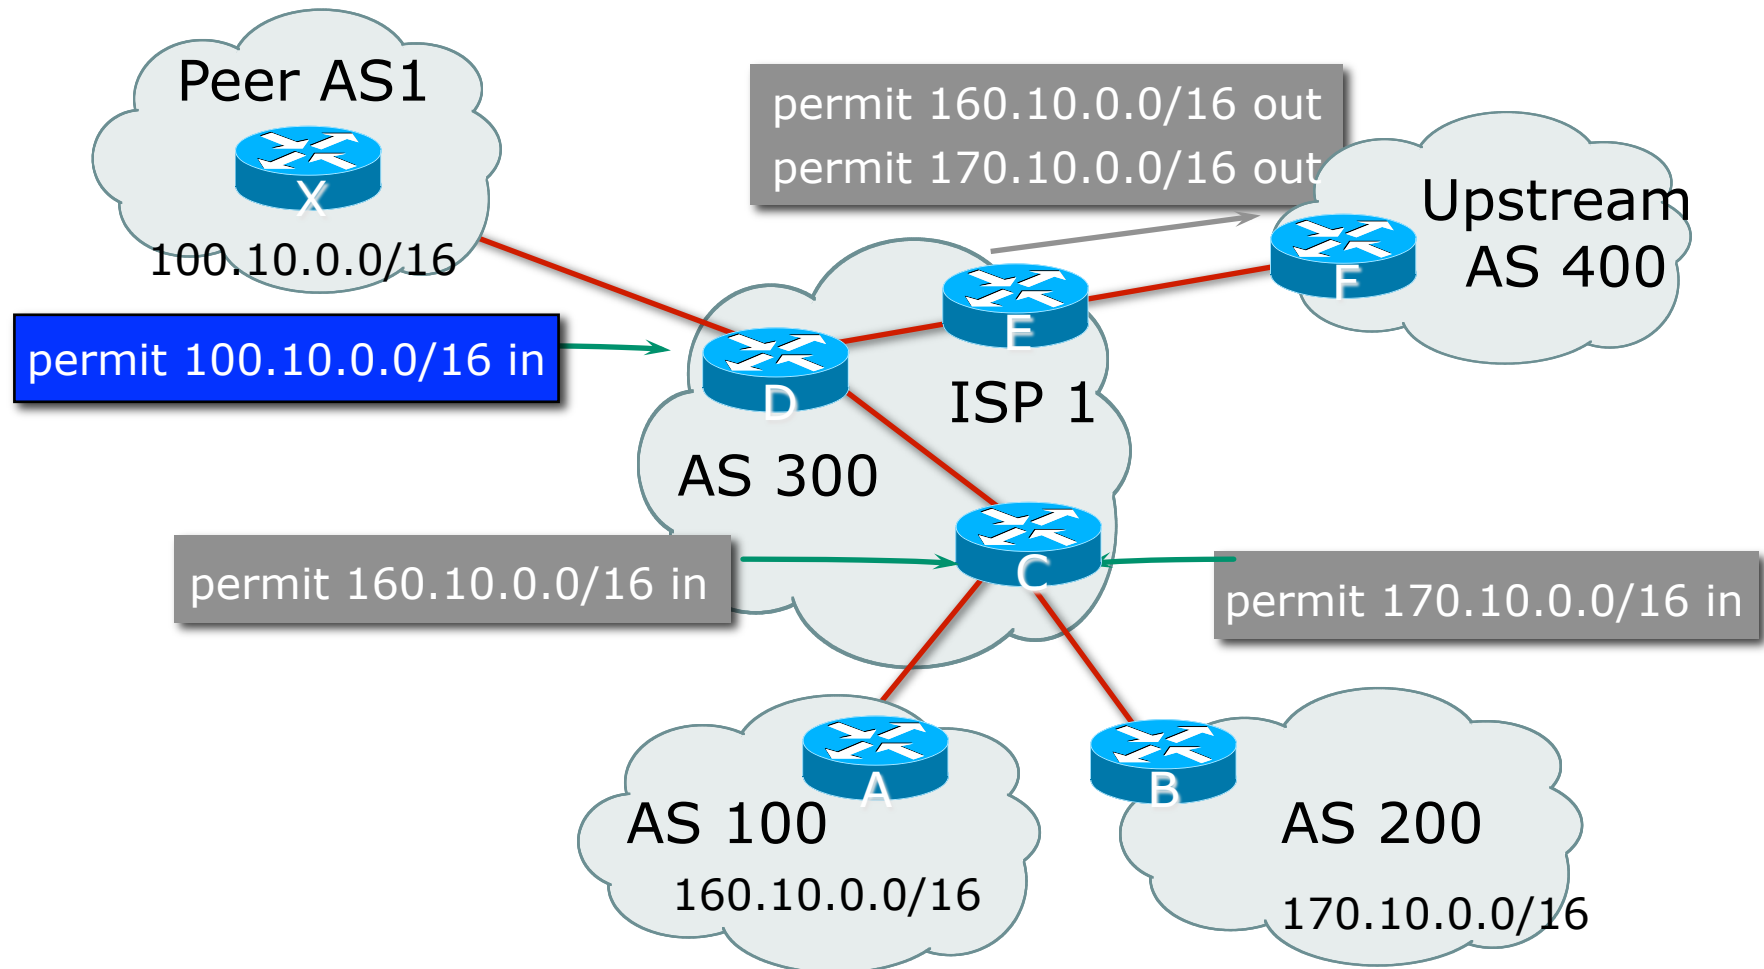 Peer AS1
X
100.10.0.0/16
permit 160.10.0.0/16 out
permit 170.10.0.0/16 out
Upstream
AS 400
F
E
permit 100.10.0.0/16 in
D
ISP 1
AS 300
C
permit 160.10.0.0/16 in
permit 170.10.0.0/16 in
A
B
AS 100
AS 200
160.10.0.0/16
170.10.0.0/16